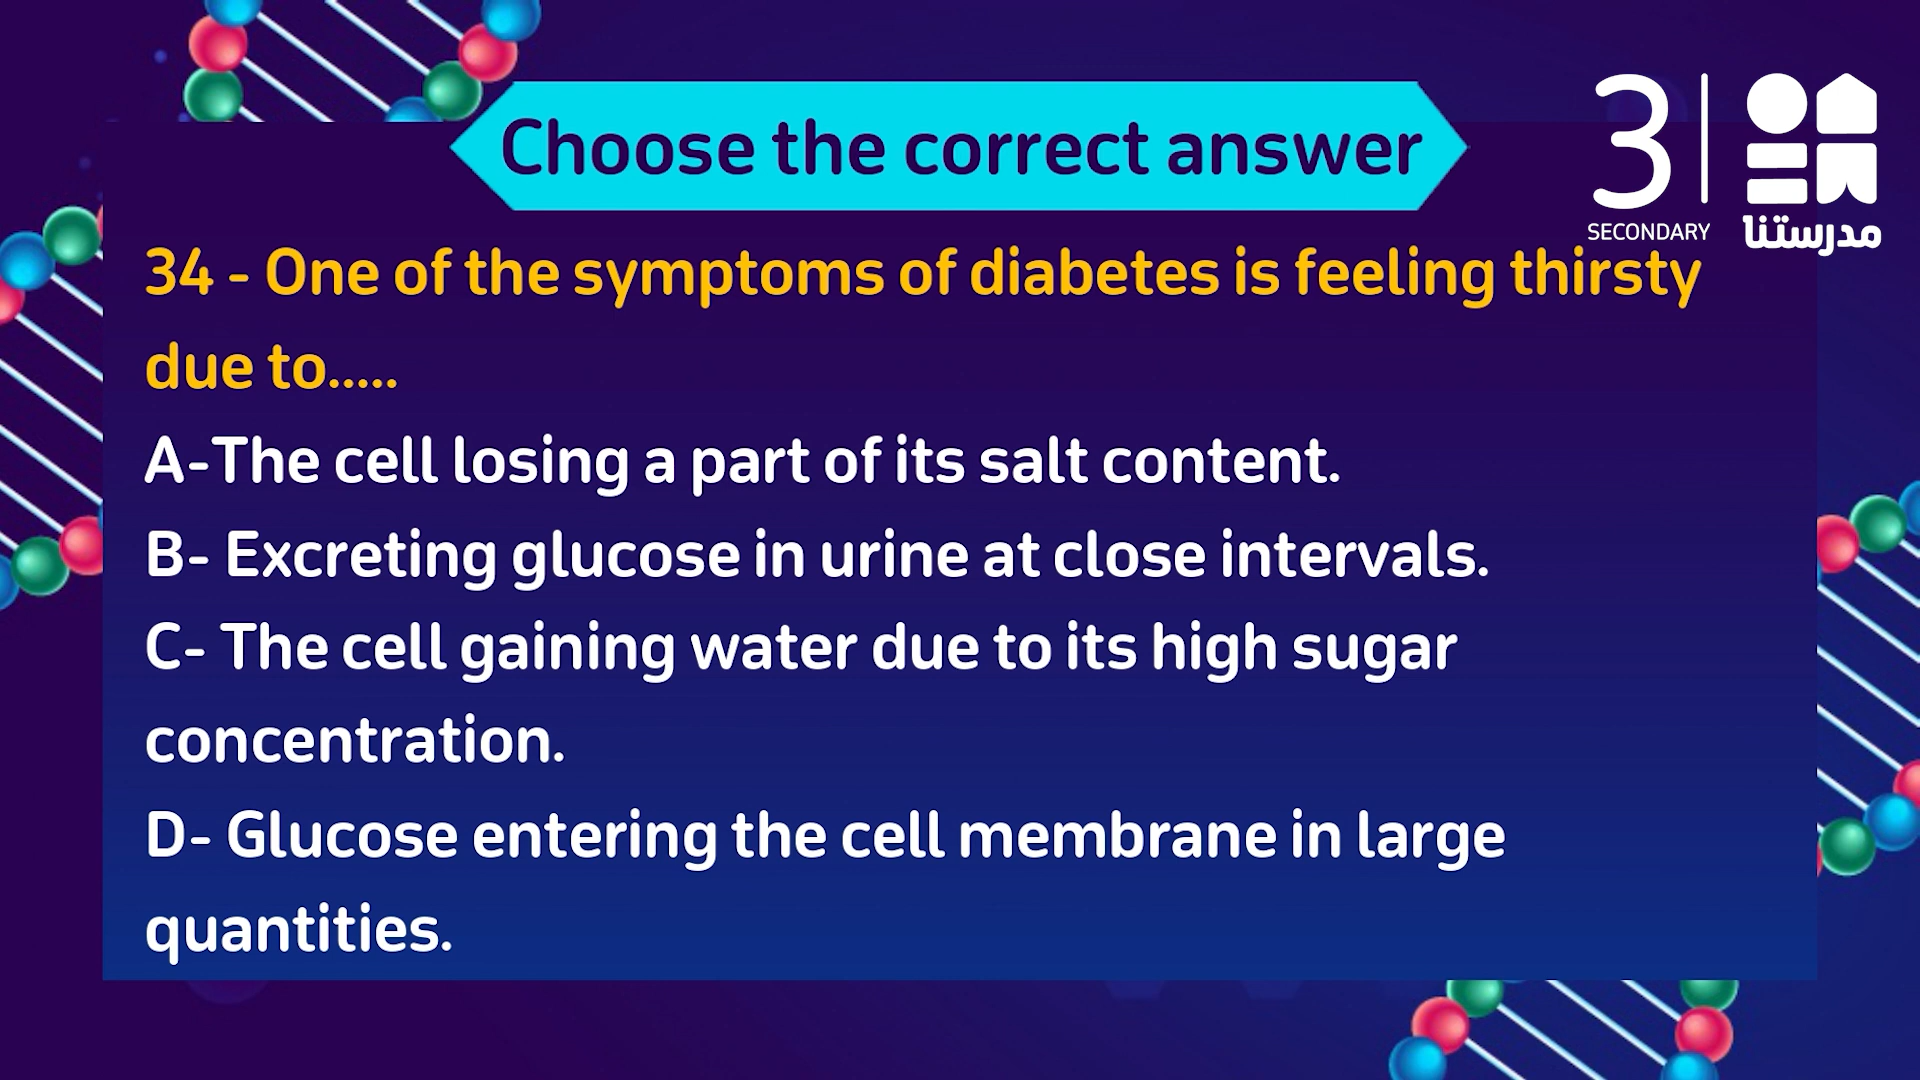 Choose the correct answer
3
SECONDARY
مدرستنا
34 - One of the symptoms of diabetes is feeling thirsty
due to.....
A-The cell losing a part of its salt content.
B- Excreting glucose in urine at close intervals.
C- The cell gaining water due to its high sugar
concentration.
D- Glucose entering the cell membrane in large
quantities.